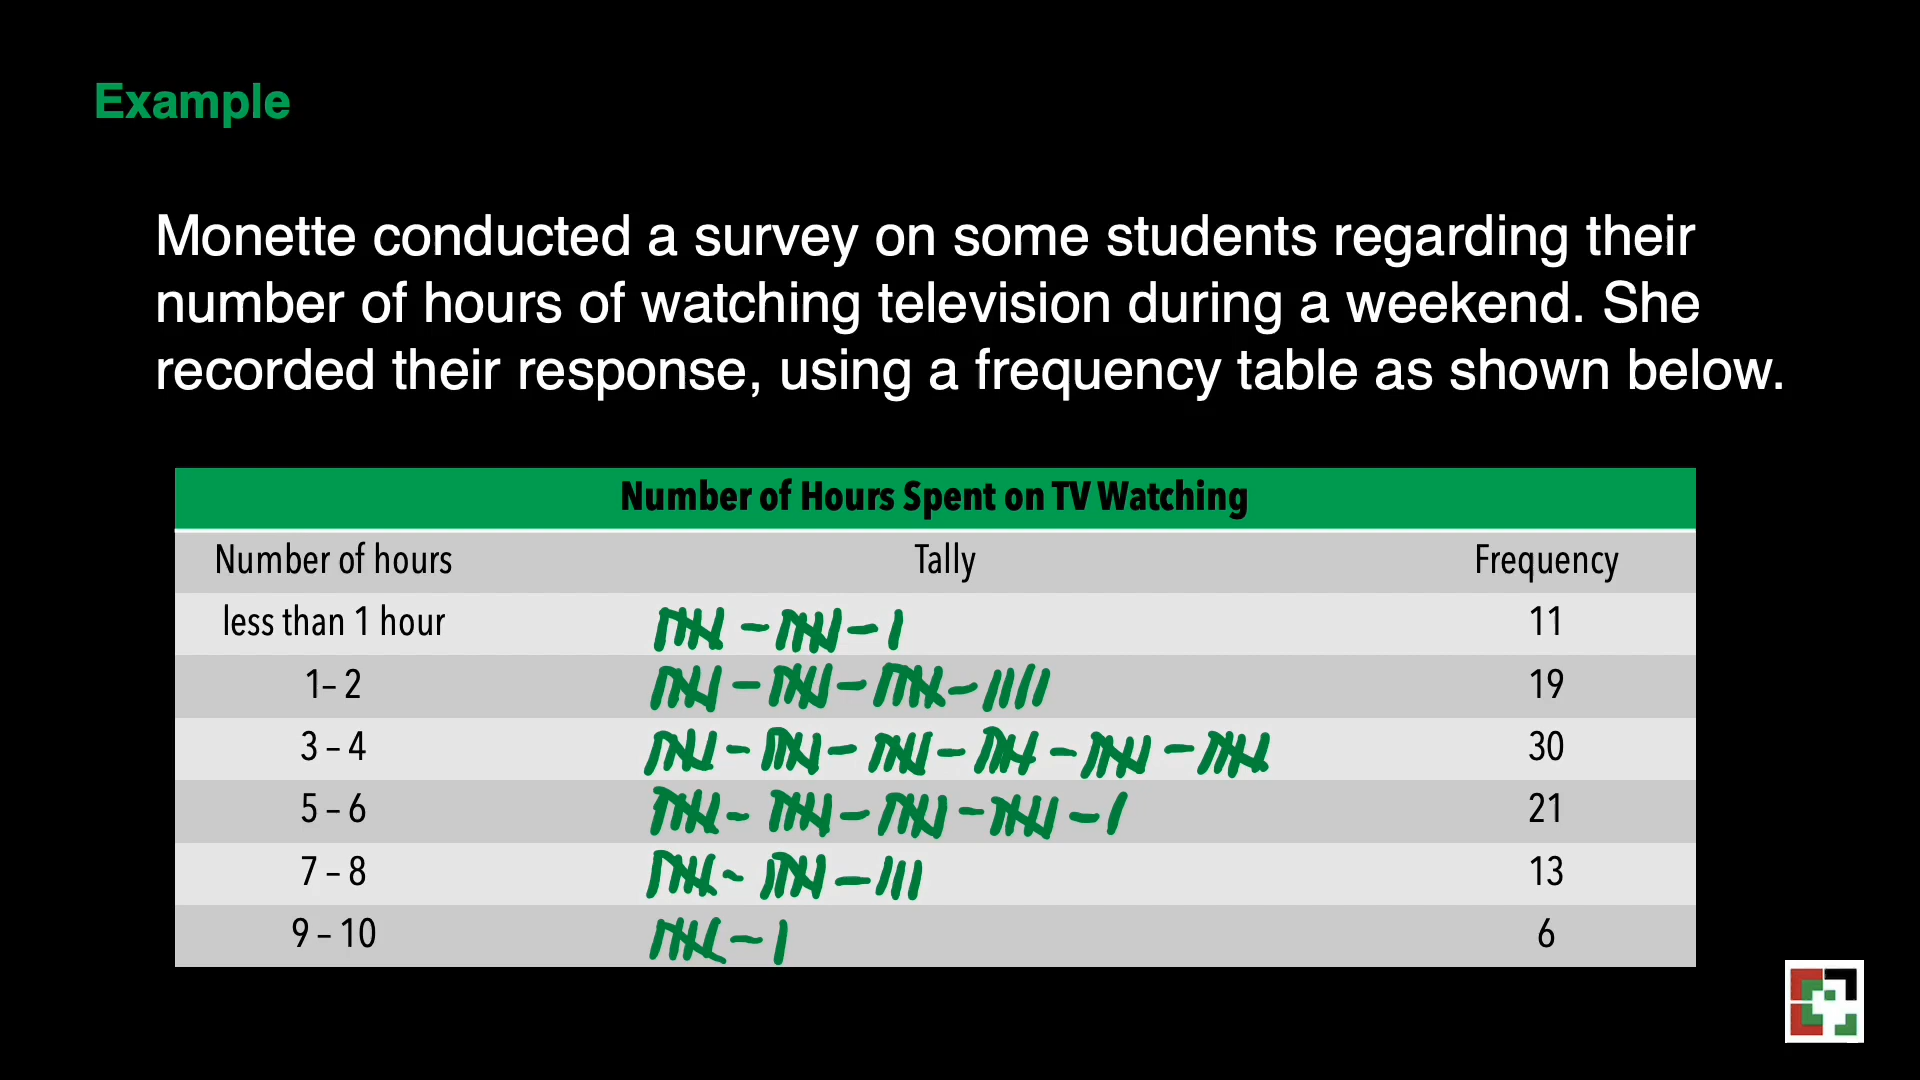 Example
Monette conducted a survey on some students regarding their
number of hours of watching television during a weekend. She
recorded their response, using a frequency table as shown below.
Number of Hours Spent on TV Watching
Number of hours Tally Frequency
less than 1 hour 11
1– 2 19
3 – 4 30
5 – 6 21
7 – 8 13
9 – 10 6